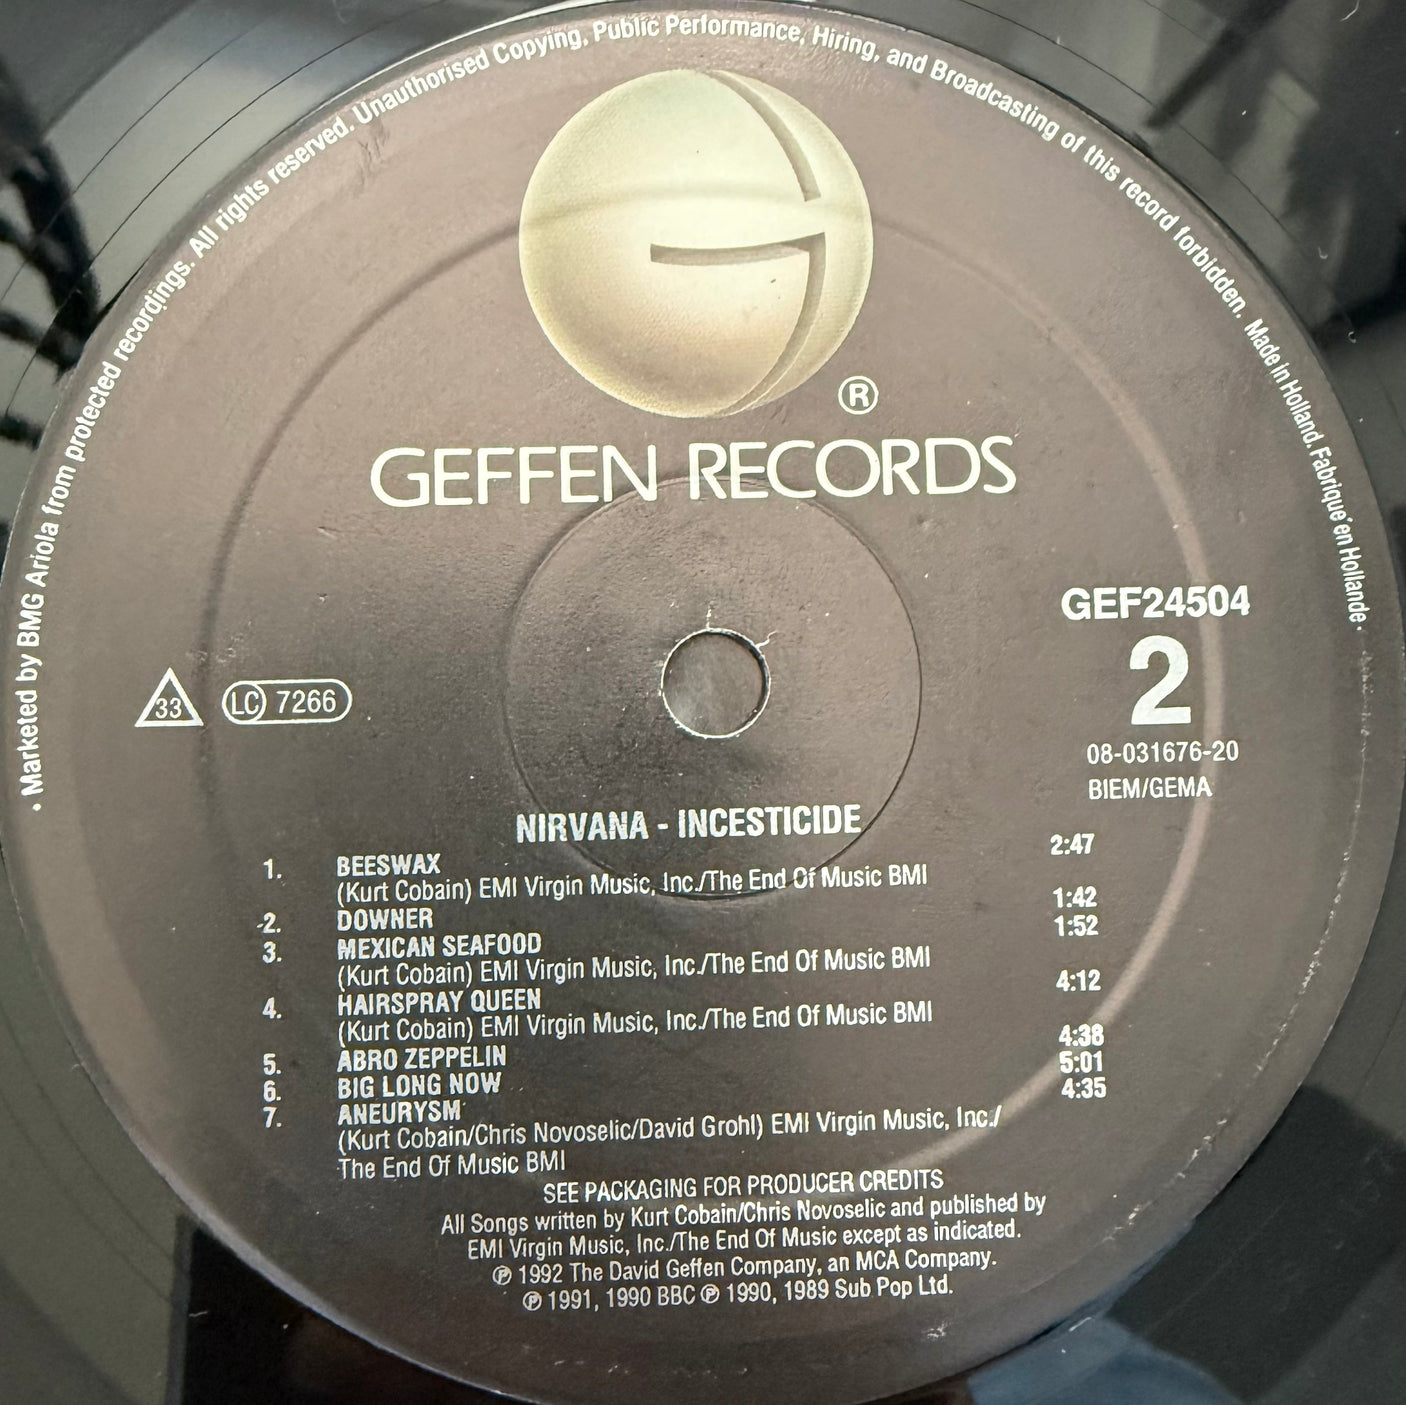 • Marketed by BMG Ariola from protected recordings. All rights reserved. Unauthorised Copying, Public Performance, Hiring, and Broadcasting of this record forbidden. Made in Holland. Fabriqué en Hollande •
®
GEFFEN RECORDS
GEF24504
2
33 LC 7266
08-031676-20
BIEM/GEMA
NIRVANA - INCESTICIDE
1. BEESWAX 2:47
(Kurt Cobain) EMI Virgin Music, Inc./The End Of Music BMI
2. DOWNER 1:42
3. MEXICAN SEAFOOD 1:52
(Kurt Cobain) EMI Virgin Music, Inc./The End Of Music BMI
4. HAIRSPRAY QUEEN 4:12
(Kurt Cobain) EMI Virgin Music, Inc./The End Of Music BMI
5. ABRO ZEPPELIN 4:38
6. BIG LONG NOW 5:01
7. ANEURYSM 4:35
(Kurt Cobain/Chris Novoselic/David Grohl) EMI Virgin Music, Inc./
The End Of Music BMI
SEE PACKAGING FOR PRODUCER CREDITS
All Songs written by Kurt Cobain/Chris Novoselic and published by
EMI Virgin Music, Inc./The End Of Music except as indicated.
℗ 1992 The David Geffen Company, an MCA Company.
℗ 1991, 1990 BBC ℗ 1990, 1989 Sub Pop Ltd.